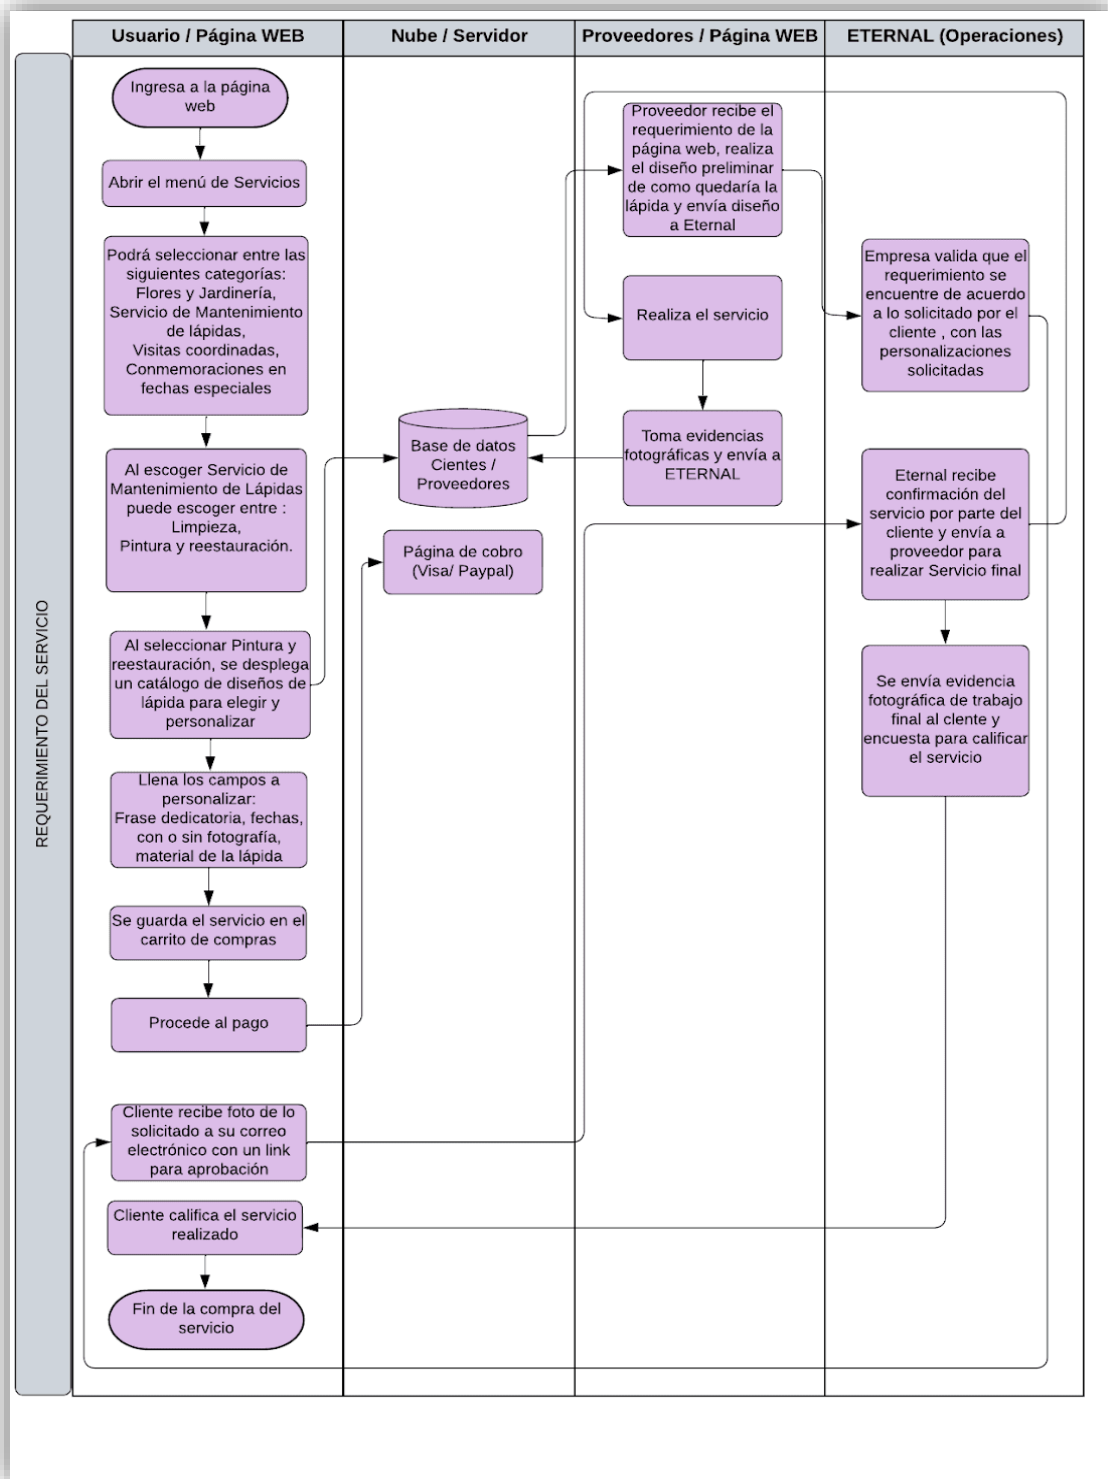 Usuario / Página WEB
Nube / Servidor
Proveedores / Página WEB
ETERNAL (Operaciones)
REQUERIMIENTO DEL SERVICIO
Ingresa a la página
web
Abrir el menú de Servicios
Podrá seleccionar entre las
siguientes categorías:
Flores y Jardinería,
Servicio de Mantenimiento
de lápidas,
Visitas coordinadas,
Conmemoraciones en
fechas especiales
Al escoger Servicio de
Mantenimiento de Lápidas
puede escoger entre :
Limpieza,
Pintura y reestauración.
Al seleccionar Pintura y
reestauración, se desplega
un catálogo de diseños de
lápida para elegir y
personalizar
Llena los campos a
personalizar:
Frase dedicatoria, fechas,
con o sin fotografía,
material de la lápida
Se guarda el servicio en el
carrito de compras
Procede al pago
Cliente recibe foto de lo
solicitado a su correo
electrónico con un link
para aprobación
Cliente califica el servicio
realizado
Fin de la compra del
servicio
Base de datos
Cientes /
Proveedores
Página de cobro
(Visa/ Paypal)
Proveedor recibe el
requerimiento de la
página web, realiza
el diseño preliminar
de como quedaría la
lápida y envía diseño
a Eternal
Realiza el servicio
Toma evidencias
fotográficas y envía a
ETERNAL
Empresa valida que el
requerimiento se
encuentre de acuerdo
a lo solicitado por el
cliente , con las
personalizaciones
solicitadas
Eternal recibe
confirmación del
servicio por parte del
cliente y envía a
proveedor para
realizar Servicio final
Se envía evidencia
fotográfica de trabajo
final al clente y
encuesta para calificar
el servicio